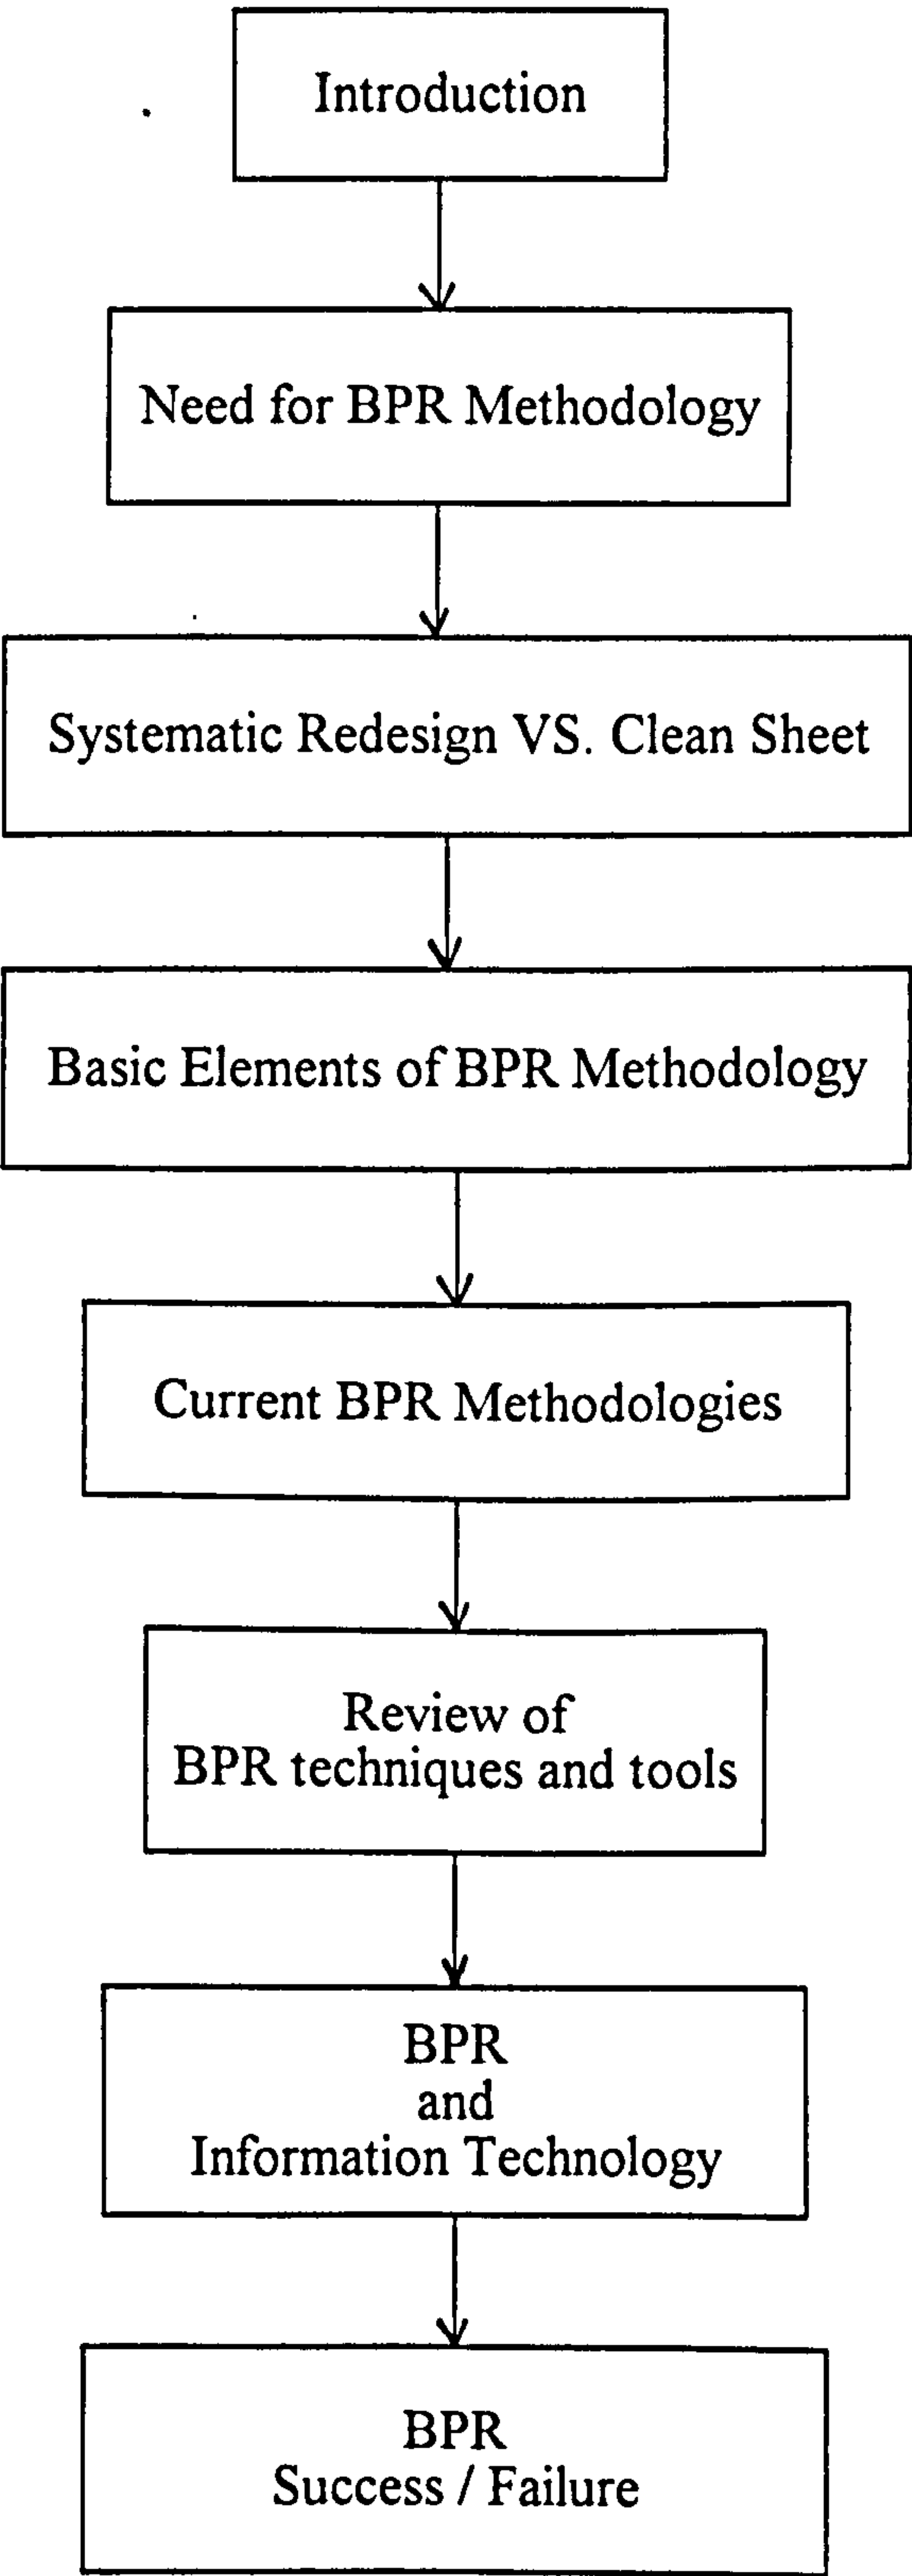 Introduction
Need for BPR Methodology
Systematic Redesign VS. Clean Sheet
Basic Elements of BPR Methodology
Current BPR Methodologies
Review of
BPR techniques and tools
BPR
and
Information Technology
BPR
Success / Failure